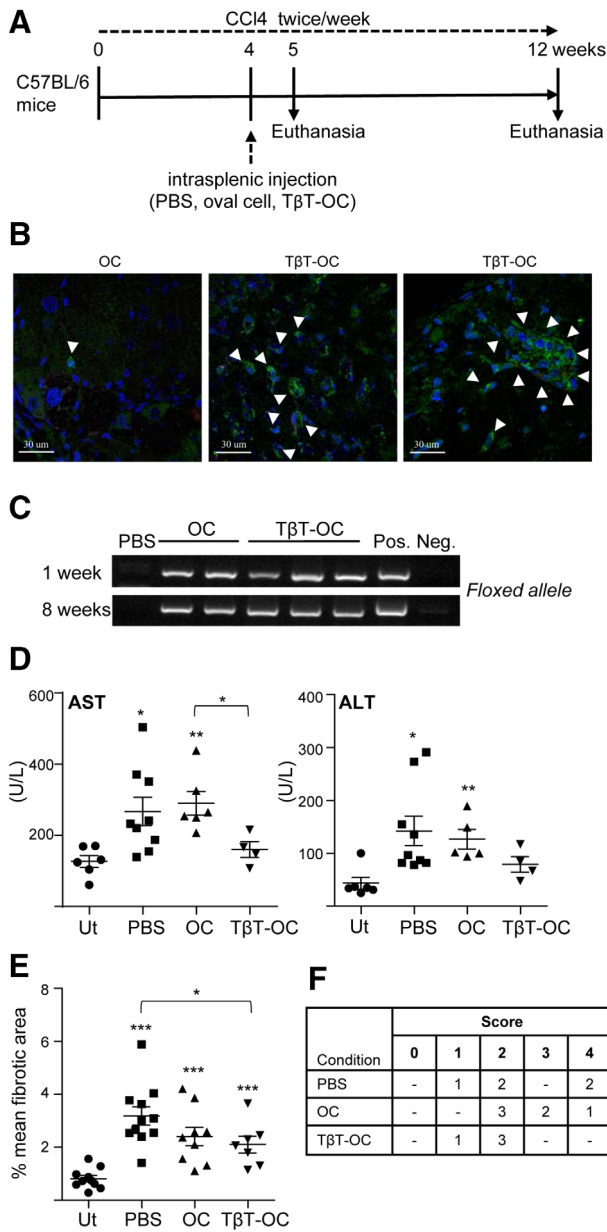 A
CCl4 twice/week
0 4 5 12 weeks
C57BL/6
mice
Euthanasia Euthanasia
intrasplenic injection
(PBS, oval cell, TβT-OC)
B
OC TβT-OC TβT-OC
30 um 30 um 30 um
C
PBS OC TβT-OC Pos. Neg.
1 week
Floxed allele
8 weeks
D
600 AST * ** *
400
200
0
(U/L)
Ut PBS OC TβT-OC
400 ALT
300 *
200 **
100
0
(U/L)
Ut PBS OC TβT-OC
E
8
6
4
2
0
% mean fibrotic area
*
*** *** ***
Ut PBS OC TβT-OC
F
Score
Condition 0 1 2 3 4
PBS - 1 2 - 2
OC - - 3 2 1
TβT-OC - 1 3 - -